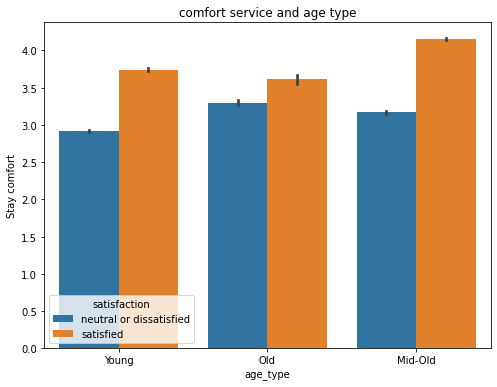 comfort service and age type
Stay comfort
4.0
3.5
3.0
2.5
2.0
1.5
1.0
0.5
0.0
satisfaction
neutral or dissatisfied
satisfied
Young
Old
Mid-Old
age_type